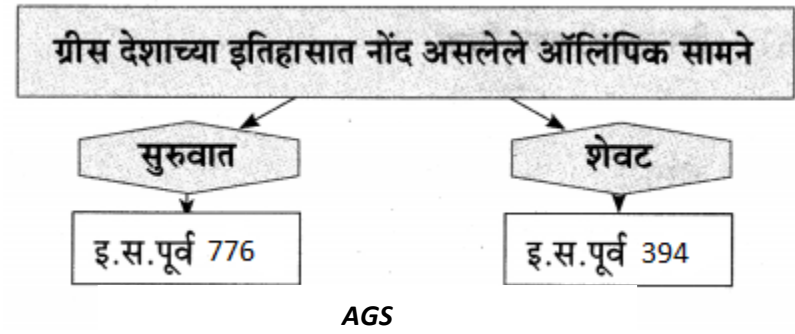 ग्रीस देशाच्या इतिहासात नोंद असलेले ऑलिंपिक सामने
सुरुवात
शेवट
इ.स.पूर्व 776
इ.स.पूर्व 394
AGS